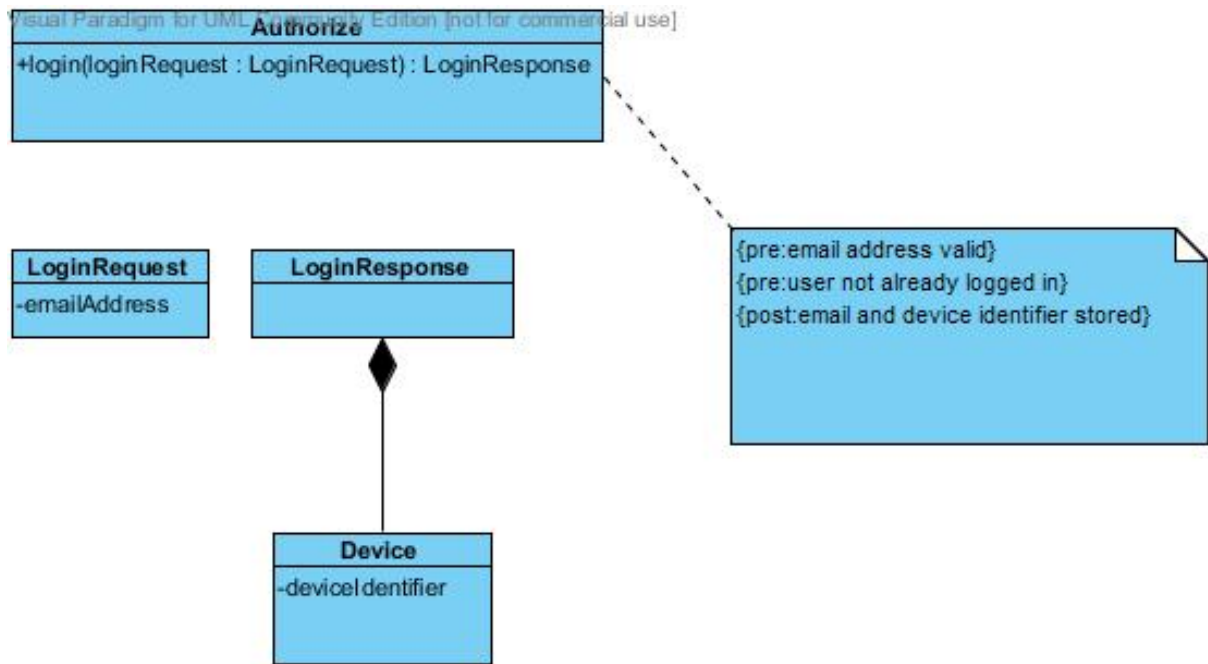 Visual Paradigm for UML Community Edition [not for commercial use]
Authorize
+login(loginRequest : LoginRequest) : LoginResponse
LoginRequest
-emailAddress
LoginResponse
{pre:email address valid}
{pre:user not already logged in}
{post:email and device identifier stored}
Device
-deviceIdentifier